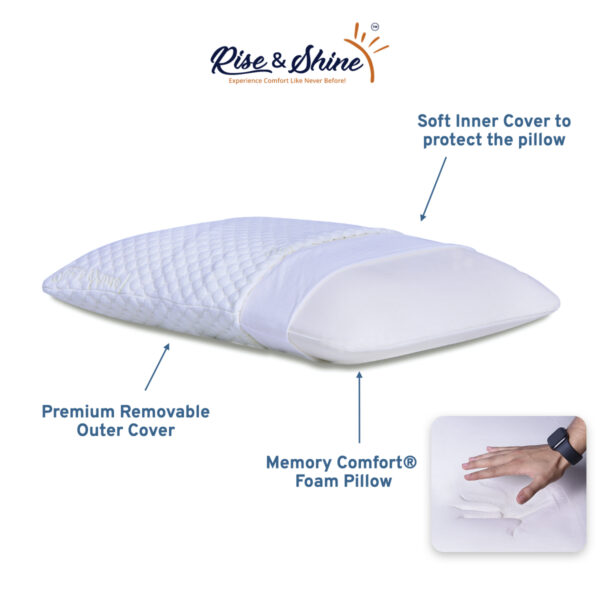 Rise & Shine
TM
Experience Comfort Like Never Before!
Soft Inner Cover to
protect the pillow
Premium Removable
Outer Cover
Memory Comfort®
Foam Pillow